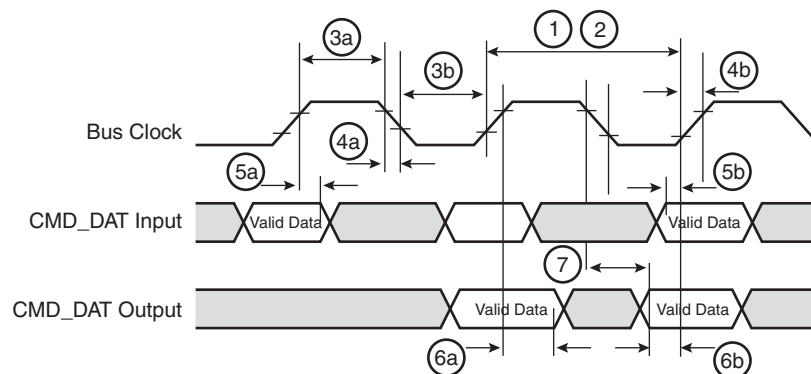 3a
1 2
3b
4b
Bus Clock
4a
5a
5b
CMD_DAT Input
Valid Data
Valid Data
7
CMD_DAT Output
Valid Data
Valid Data
6a
6b